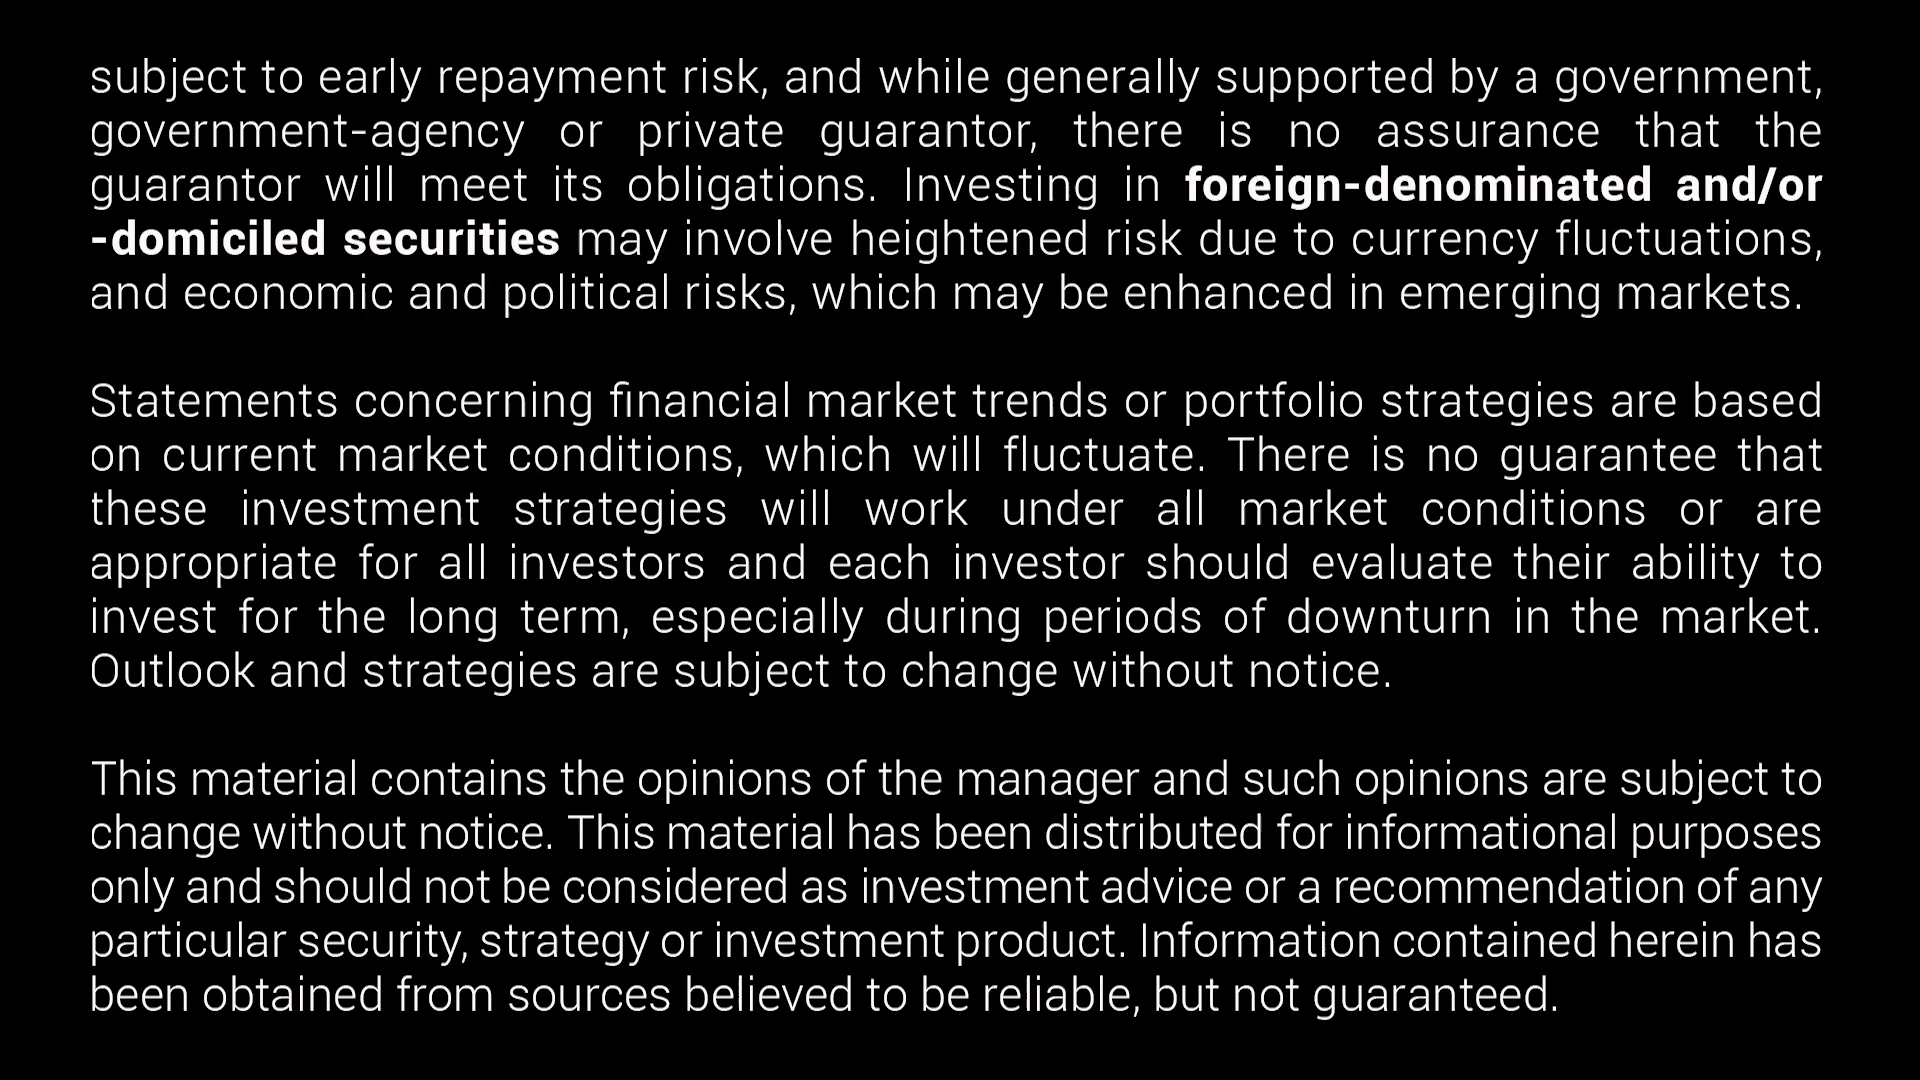 subject to early repayment risk, and while generally supported by a government,
government-agency or private guarantor, there is no assurance that the
guarantor will meet its obligations. Investing in foreign-denominated and/or
-domiciled securities may involve heightened risk due to currency fluctuations,
and economic and political risks, which may be enhanced in emerging markets.
Statements concerning financial market trends or portfolio strategies are based
on current market conditions, which will fluctuate. There is no guarantee that
these investment strategies will work under all market conditions or are
appropriate for all investors and each investor should evaluate their ability to
invest for the long term, especially during periods of downturn in the market.
Outlook and strategies are subject to change without notice.
This material contains the opinions of the manager and such opinions are subject to
change without notice. This material has been distributed for informational purposes
only and should not be considered as investment advice or a recommendation of any
particular security, strategy or investment product. Information contained herein has
been obtained from sources believed to be reliable, but not guaranteed.